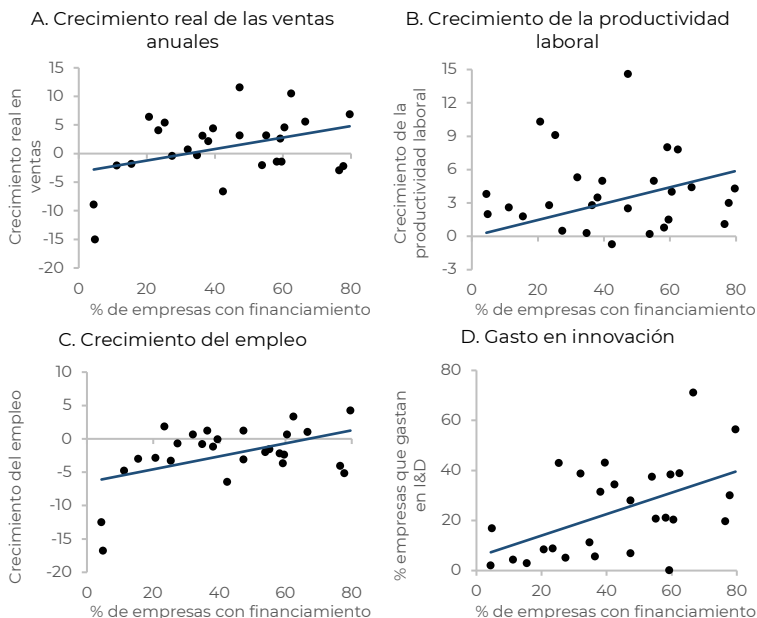 A. Crecimiento real de las ventas
anuales
15
10
5
0
-5
-10
-15
-20
Crecimiento real en
ventas
0 20 40 60 80
% de empresas con financiamiento
B. Crecimiento de la productividad
laboral
15
12
9
6
3
0
-3
Crecimiento de la
productividad laboral
0 20 40 60 80
% de empresas con financiamiento
C. Crecimiento del empleo
10
5
0
-5
-10
-15
-20
Crecimiento del empleo
0 20 40 60 80
% de empresas con financiamiento
D. Gasto en innovación
80
60
40
20
0
% empresas que gastan
en I&D
0 20 40 60 80
% de empresas con financiamiento